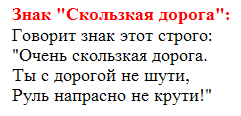 Знак "Скользкая дорога":
Говорит знак этот строго:
"Очень скользкая дорога.
Ты с дорогой не шути,
Руль напрасно не крути!"